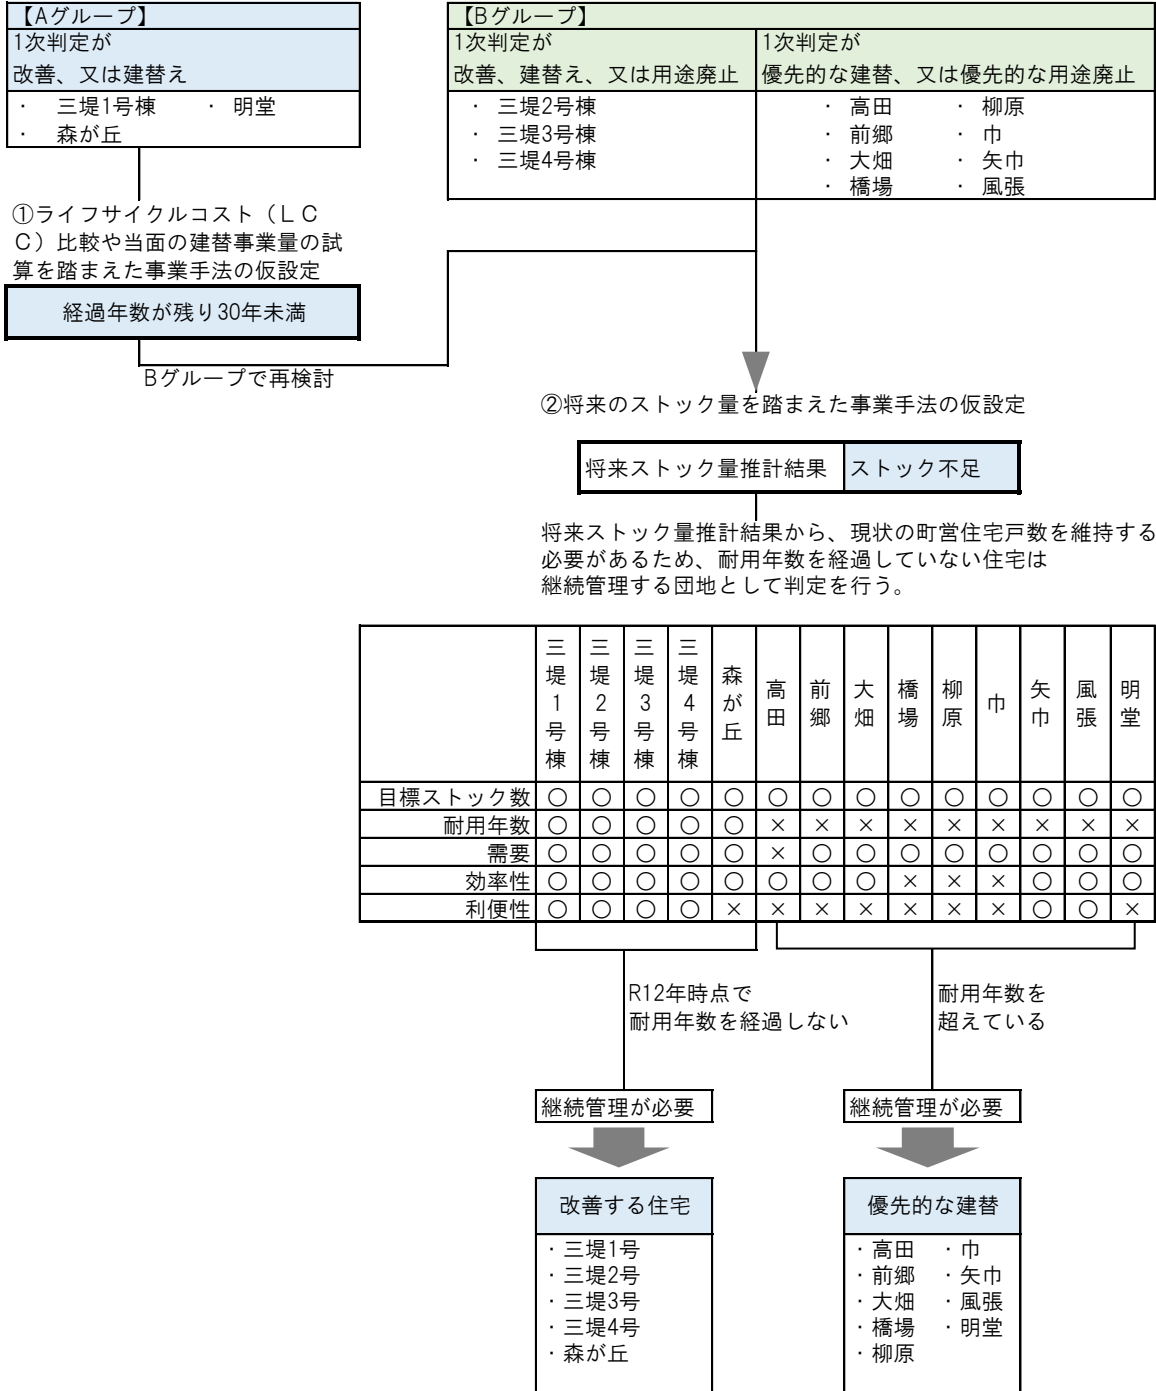 【Aグループ】
1次判定が
改善、又は建替え
・ 三堤1号棟 ・ 明堂
・ 森が丘
【Bグループ】
1次判定が
改善、建替え、又は用途廃止
・ 三堤2号棟
・ 三堤3号棟
・ 三堤4号棟
1次判定が
優先的な建替、又は優先的な用途廃止
・ 高田 ・ 柳原
・ 前郷 ・ 巾
・ 大畑 ・ 矢巾
・ 橋場 ・ 風張
①ライフサイクルコスト（ＬＣ
Ｃ）比較や当面の建替事業量の試
算を踏まえた事業手法の仮設定
経過年数が残り30年未満
Bグループで再検討
②将来のストック量を踏まえた事業手法の仮設定
将来ストック量推計結果 ストック不足
将来ストック量推計結果から、現状の町営住宅戸数を維持する
必要があるため、耐用年数を経過していない住宅は
継続管理する団地として判定を行う。
三堤1号棟 三堤2号棟 三堤3号棟 三堤4号棟 森が丘 高田 前郷 大畑 橋場 柳原 巾 矢巾 風張 明堂
目標ストック数 ○ ○ ○ ○ ○ ○ ○ ○ ○ ○ ○ ○ ○ ○
耐用年数 ○ ○ ○ ○ ○ × × × × × × × × ×
需要 ○ ○ ○ ○ ○ × ○ ○ ○ ○ ○ ○ ○ ○
効率性 ○ ○ ○ ○ ○ ○ ○ ○ × × × ○ ○ ○
利便性 ○ ○ ○ ○ × × × × × × × ○ ○ ×
R12年時点で
耐用年数を経過しない
耐用年数を
超えている
継続管理が必要
継続管理が必要
改善する住宅
・三堤1号
・三堤2号
・三堤3号
・三堤4号
・森が丘
優先的な建替
・高田 ・巾
・前郷 ・矢巾
・大畑 ・風張
・橋場 ・明堂
・柳原